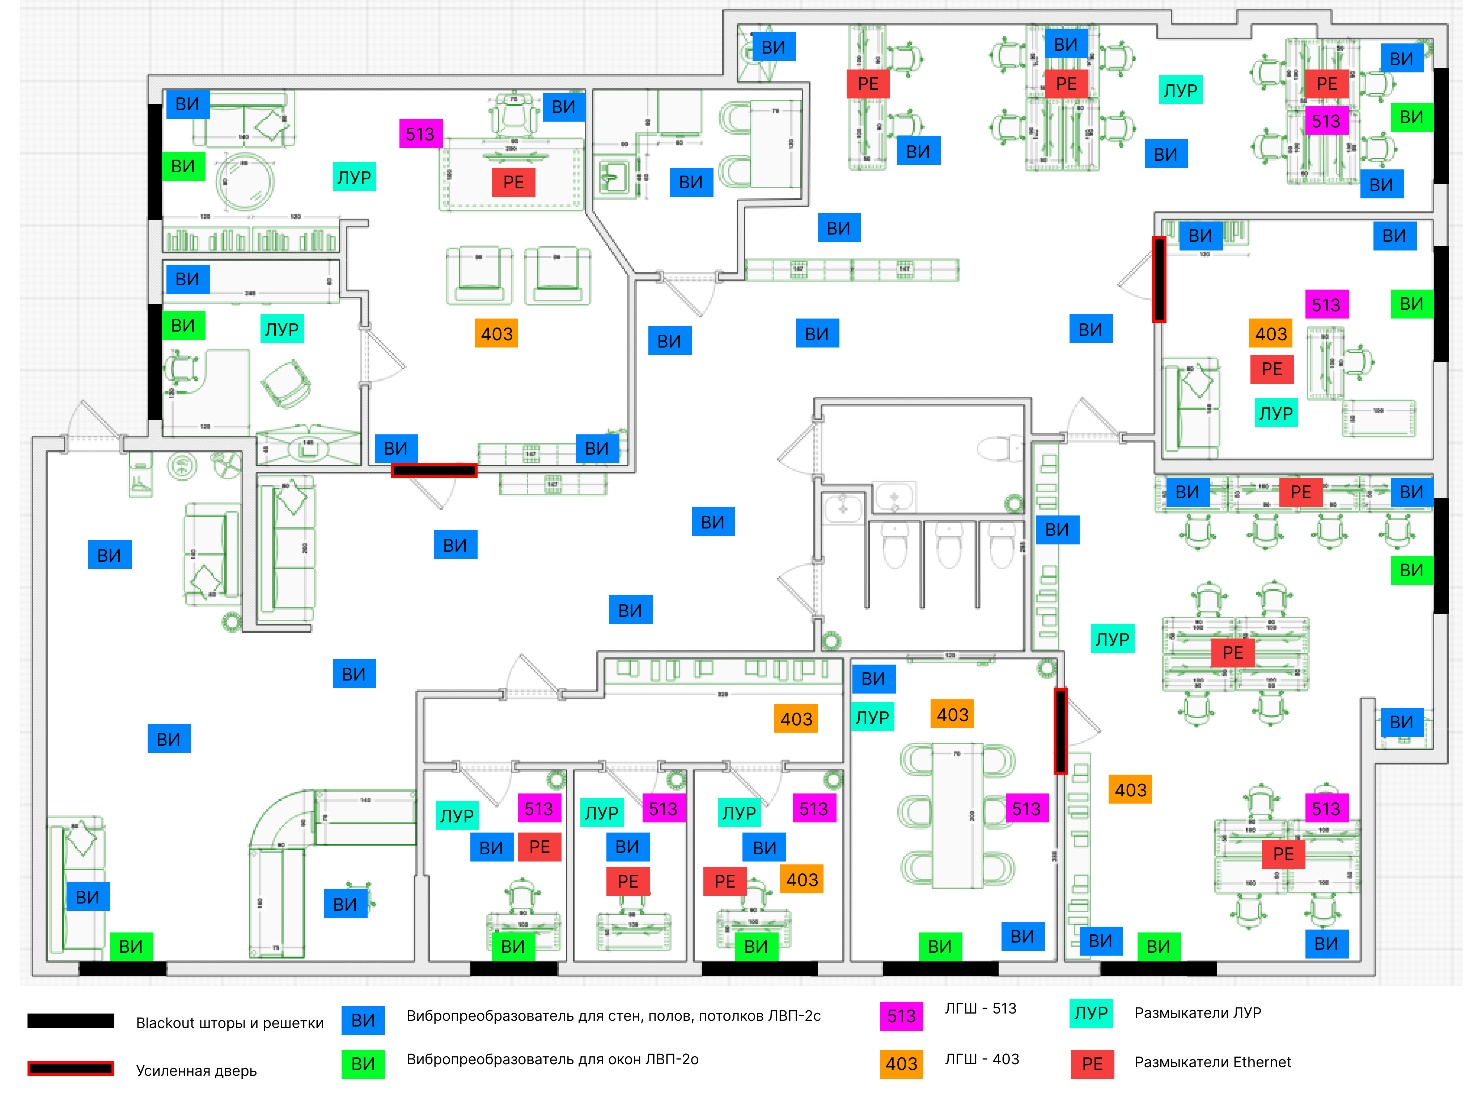 ВИ
ВИ
ВИ
РЕ
РЕ
РЕ
ЛУР
ВИ
ВИ
513
ВИ
513
ВИ
ВИ
ВИ
ЛУР
РЕ
ВИ
ВИ
ВИ
ВИ
ВИ
ВИ
ВИ
513
ВИ
ВИ
ЛУР
403
ВИ
ВИ
ВИ
403
РЕ
ЛУР
ВИ
ВИ
ВИ
РЕ
ВИ
ВИ
ВИ
ВИ
ВИ
ВИ
ВИ
ЛУР
РЕ
ВИ
ВИ
ЛУР
403
403
ВИ
ВИ
403
ЛУР
513
ЛУР
513
ЛУР
513
513
513
ВИ
РЕ
ВИ
ВИ
РЕ
РЕ
РЕ
403
ВИ
ВИ
ВИ
ВИ
ВИ
ВИ
ВИ
ВИ
ВИ
ВИ
Blackout шторы и решетки
ВИ
Вибропреобразователь для стен, полов, потолков ЛВП-2с
513
ЛГШ - 513
ЛУР
Размыкатели ЛУР
Усиленная дверь
ВИ
Вибропреобразователь для окон ЛВП-2о
403
ЛГШ - 403
РЕ
Размыкатели Ethernet